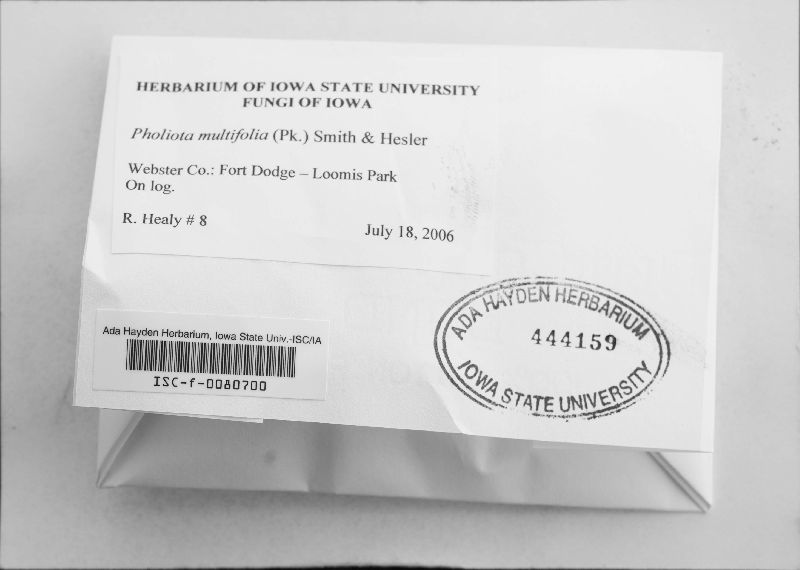 HERBARIUM OF IOWA STATE UNIVERSITY
FUNGI OF IOWA
Pholiota multifolia (Pk.) Smith & Hesler
Webster Co.: Fort Dodge – Loomis Park
On log.
R. Healy # 8
July 18, 2006
Ada Hayden Herbarium, Iowa State Univ.-ISC/IA
ISC-f-0080700
ADA HAYDEN HERBARIUM
444159
IOWA STATE UNIVERSITY